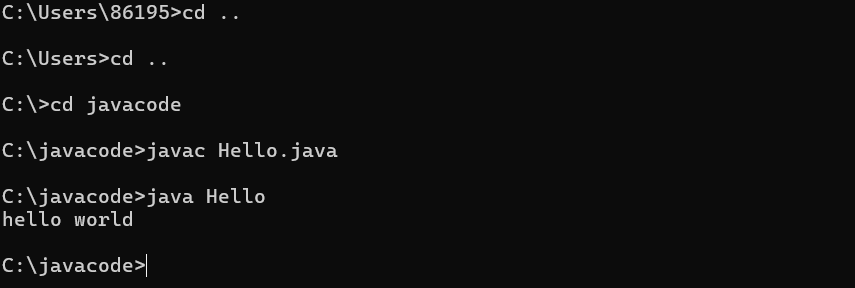 C:\Users\86195>cd ..
C:\Users>cd ..
C:\>cd javacode
C:\javacode>javac Hello.java
C:\javacode>java Hello
hello world
C:\javacode>